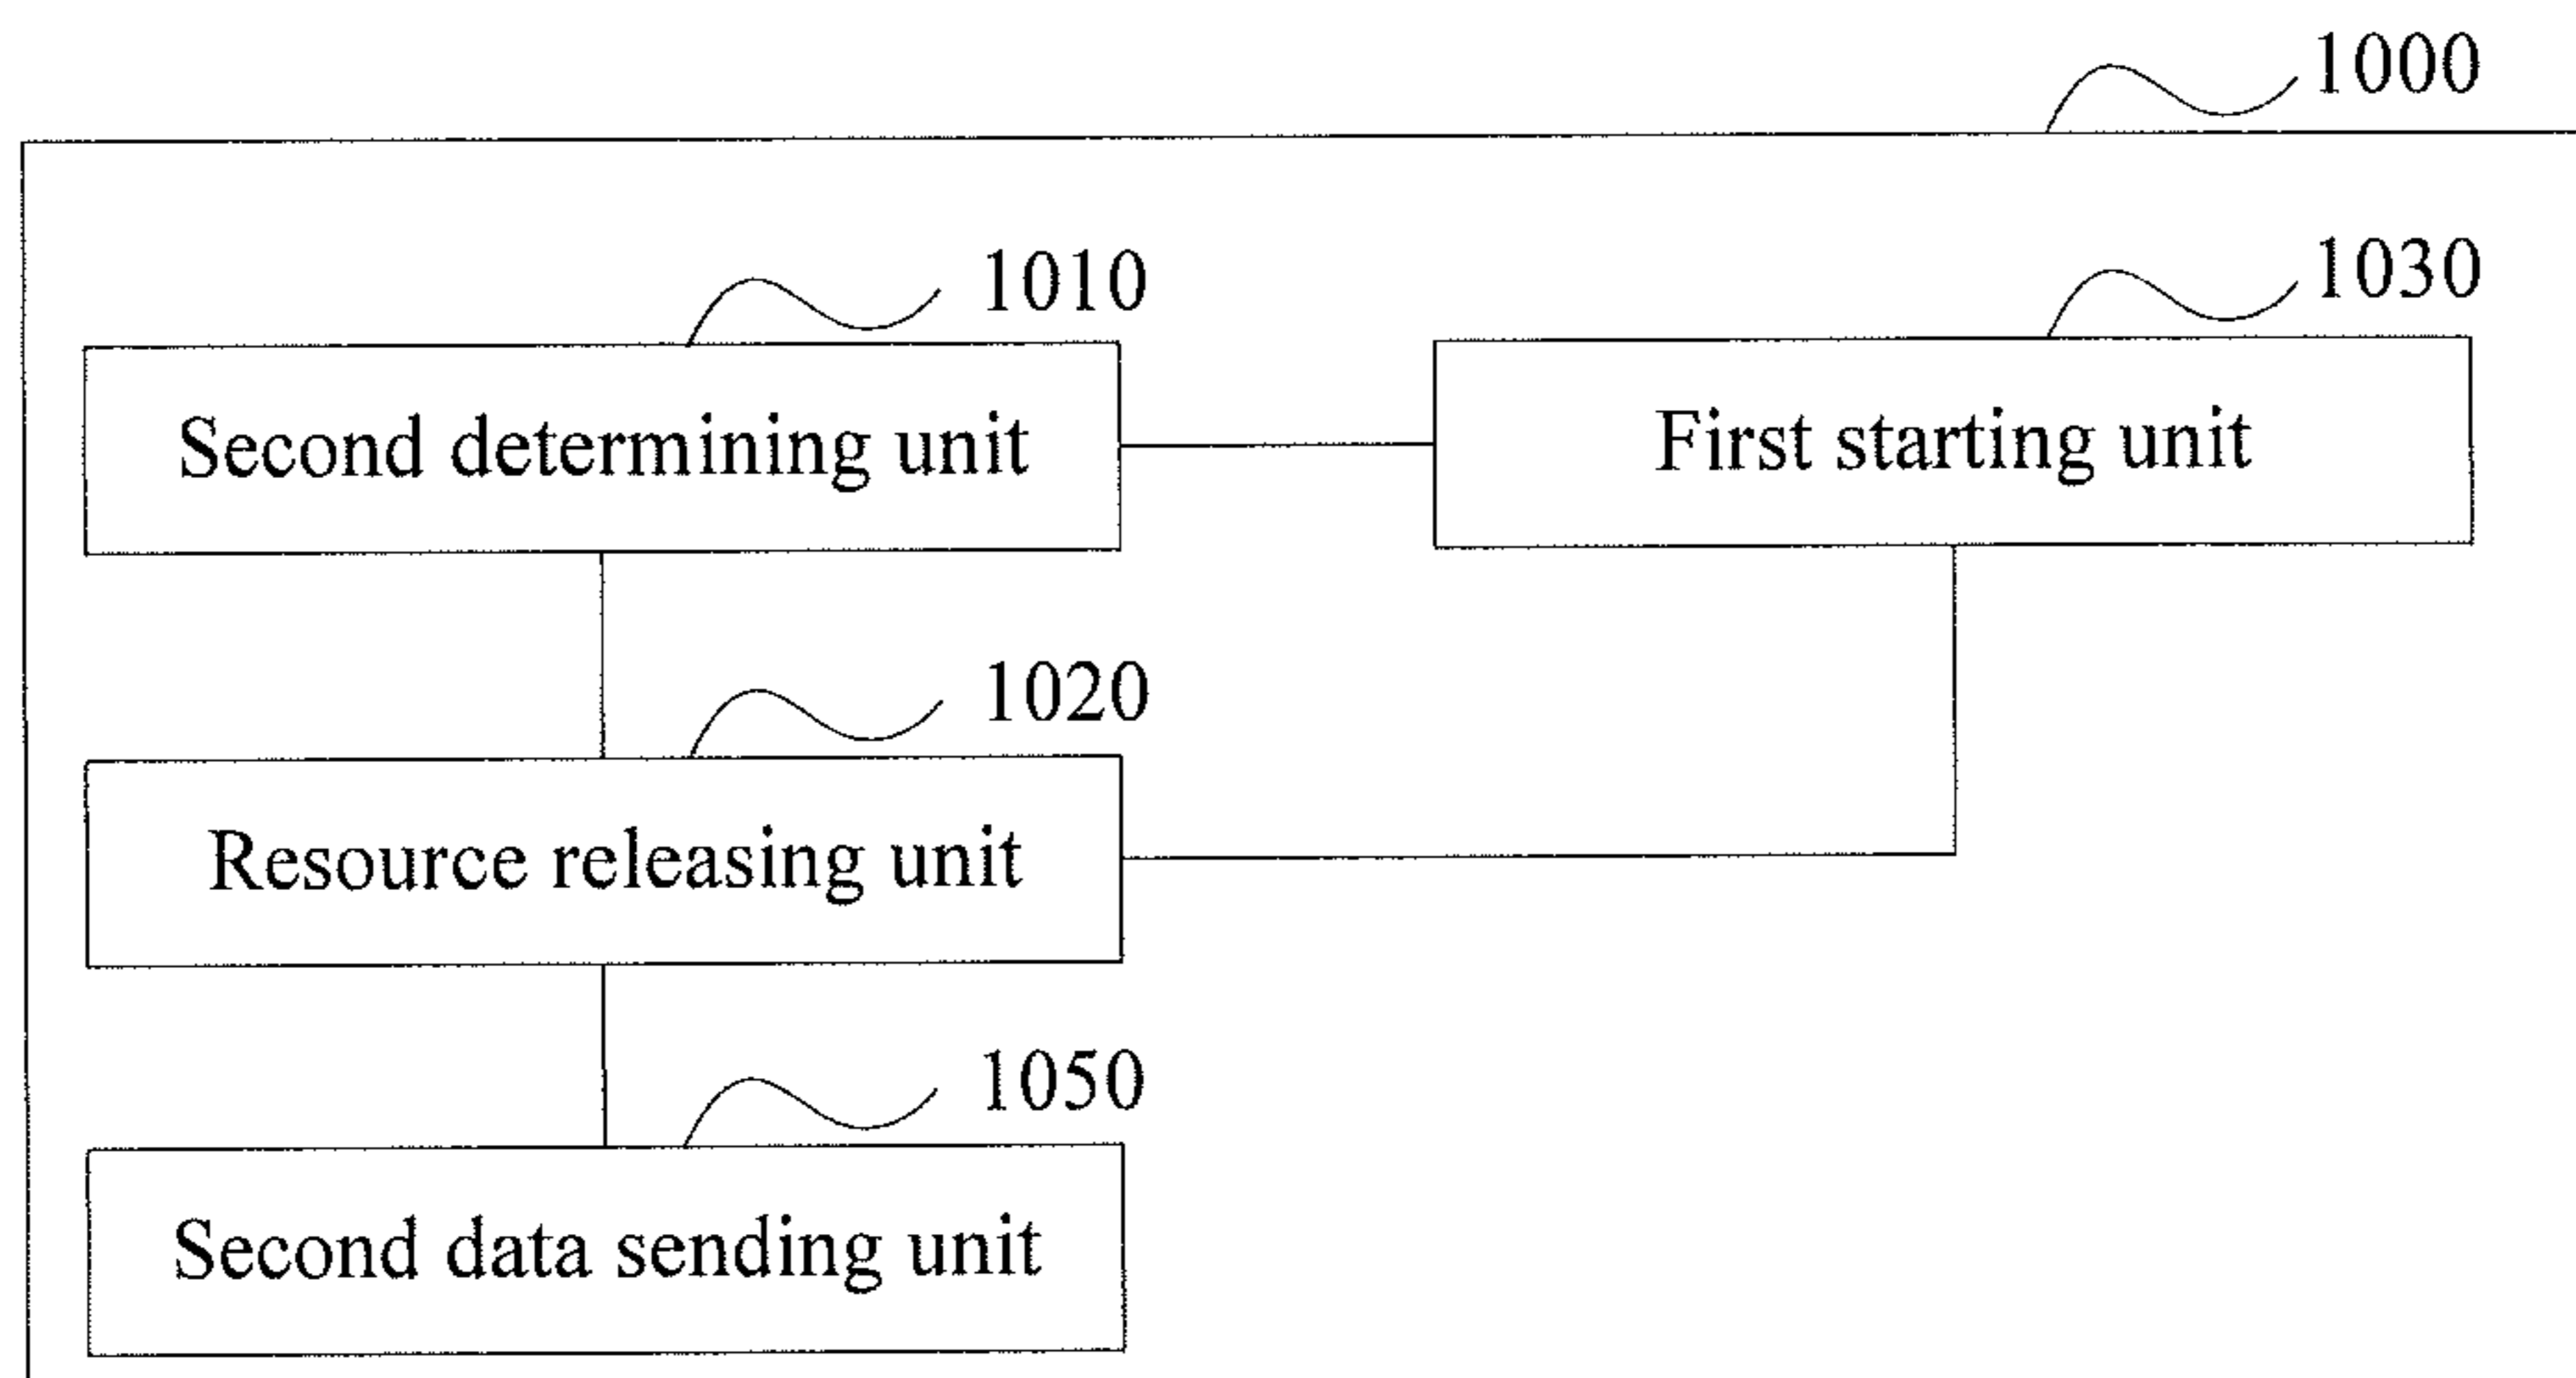 1000
1010
1030
Second determining unit
First starting unit
1020
Resource releasing unit
1050
Second data sending unit